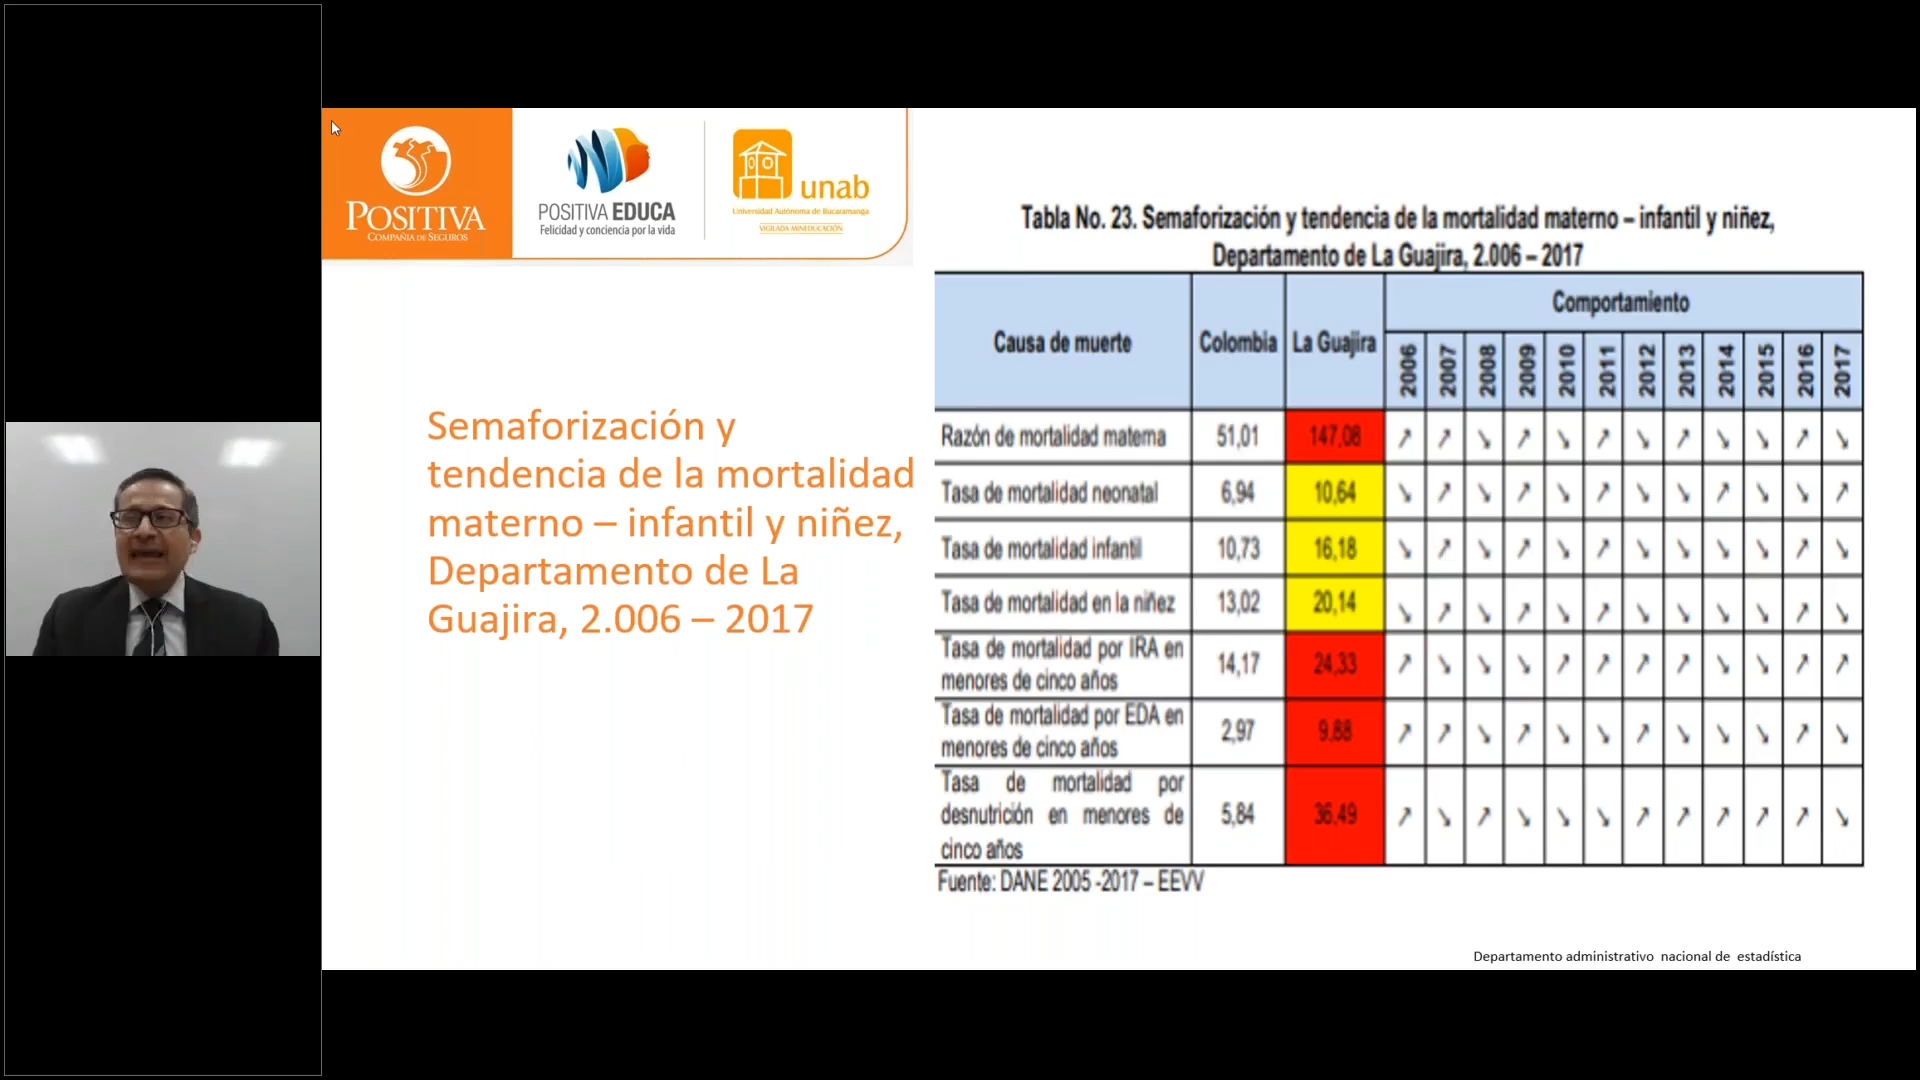 POSITIVA
COMPAÑIA DE SEGUROS
POSITIVA EDUCA
Felicidad y conciencia por la vida
unab
Universidad Autónoma de Bucaramanga
VIGILADA MINEDUCACIÓN
Semaforización y
tendencia de la mortalidad
materno – infantil y niñez,
Departamento de La
Guajira, 2.006 – 2017
Tabla No. 23. Semaforización y tendencia de la mortalidad materno – infantil y niñez,
Departamento de La Guajira, 2.006 – 2017
Causa de muerte Colombia La Guajira Comportamiento
2006 2007 2008 2009 2010 2011 2012 2013 2014 2015 2016 2017
Razón de mortalidad materna 51,01 147,08 ↗ ↗ ↘ ↗ ↘ ↗ ↘ ↗ ↘ ↘ ↗ ↘
Tasa de mortalidad neonatal 6,94 10,64 ↘ ↗ ↘ ↗ ↘ ↗ ↘ ↘ ↗ ↘ ↘ ↗
Tasa de mortalidad infantil 10,73 16,18 ↘ ↗ ↘ ↗ ↘ ↗ ↘ ↘ ↘ ↘ ↗ ↘
Tasa de mortalidad en la niñez 13,02 20,14 ↘ ↗ ↘ ↗ ↘ ↗ ↘ ↘ ↘ ↘ ↗ ↘
Tasa de mortalidad por IRA en
menores de cinco años 14,17 24,33 ↗ ↘ ↘ ↘ ↗ ↗ ↗ ↗ ↘ ↘ ↗ ↗
Tasa de mortalidad por EDA en
menores de cinco años 2,97 9,88 ↗ ↗ ↘ ↗ ↘ ↘ ↗ ↘ ↘ ↘ ↗ ↘
Tasa de mortalidad por
desnutrición en menores de
cinco años 5,84 36,49 ↗ ↘ ↗ ↘ ↘ ↘ ↗ ↗ ↗ ↗ ↗ ↘
Fuente: DANE 2005 -2017 – EEVV
Departamento administrativo nacional de estadística